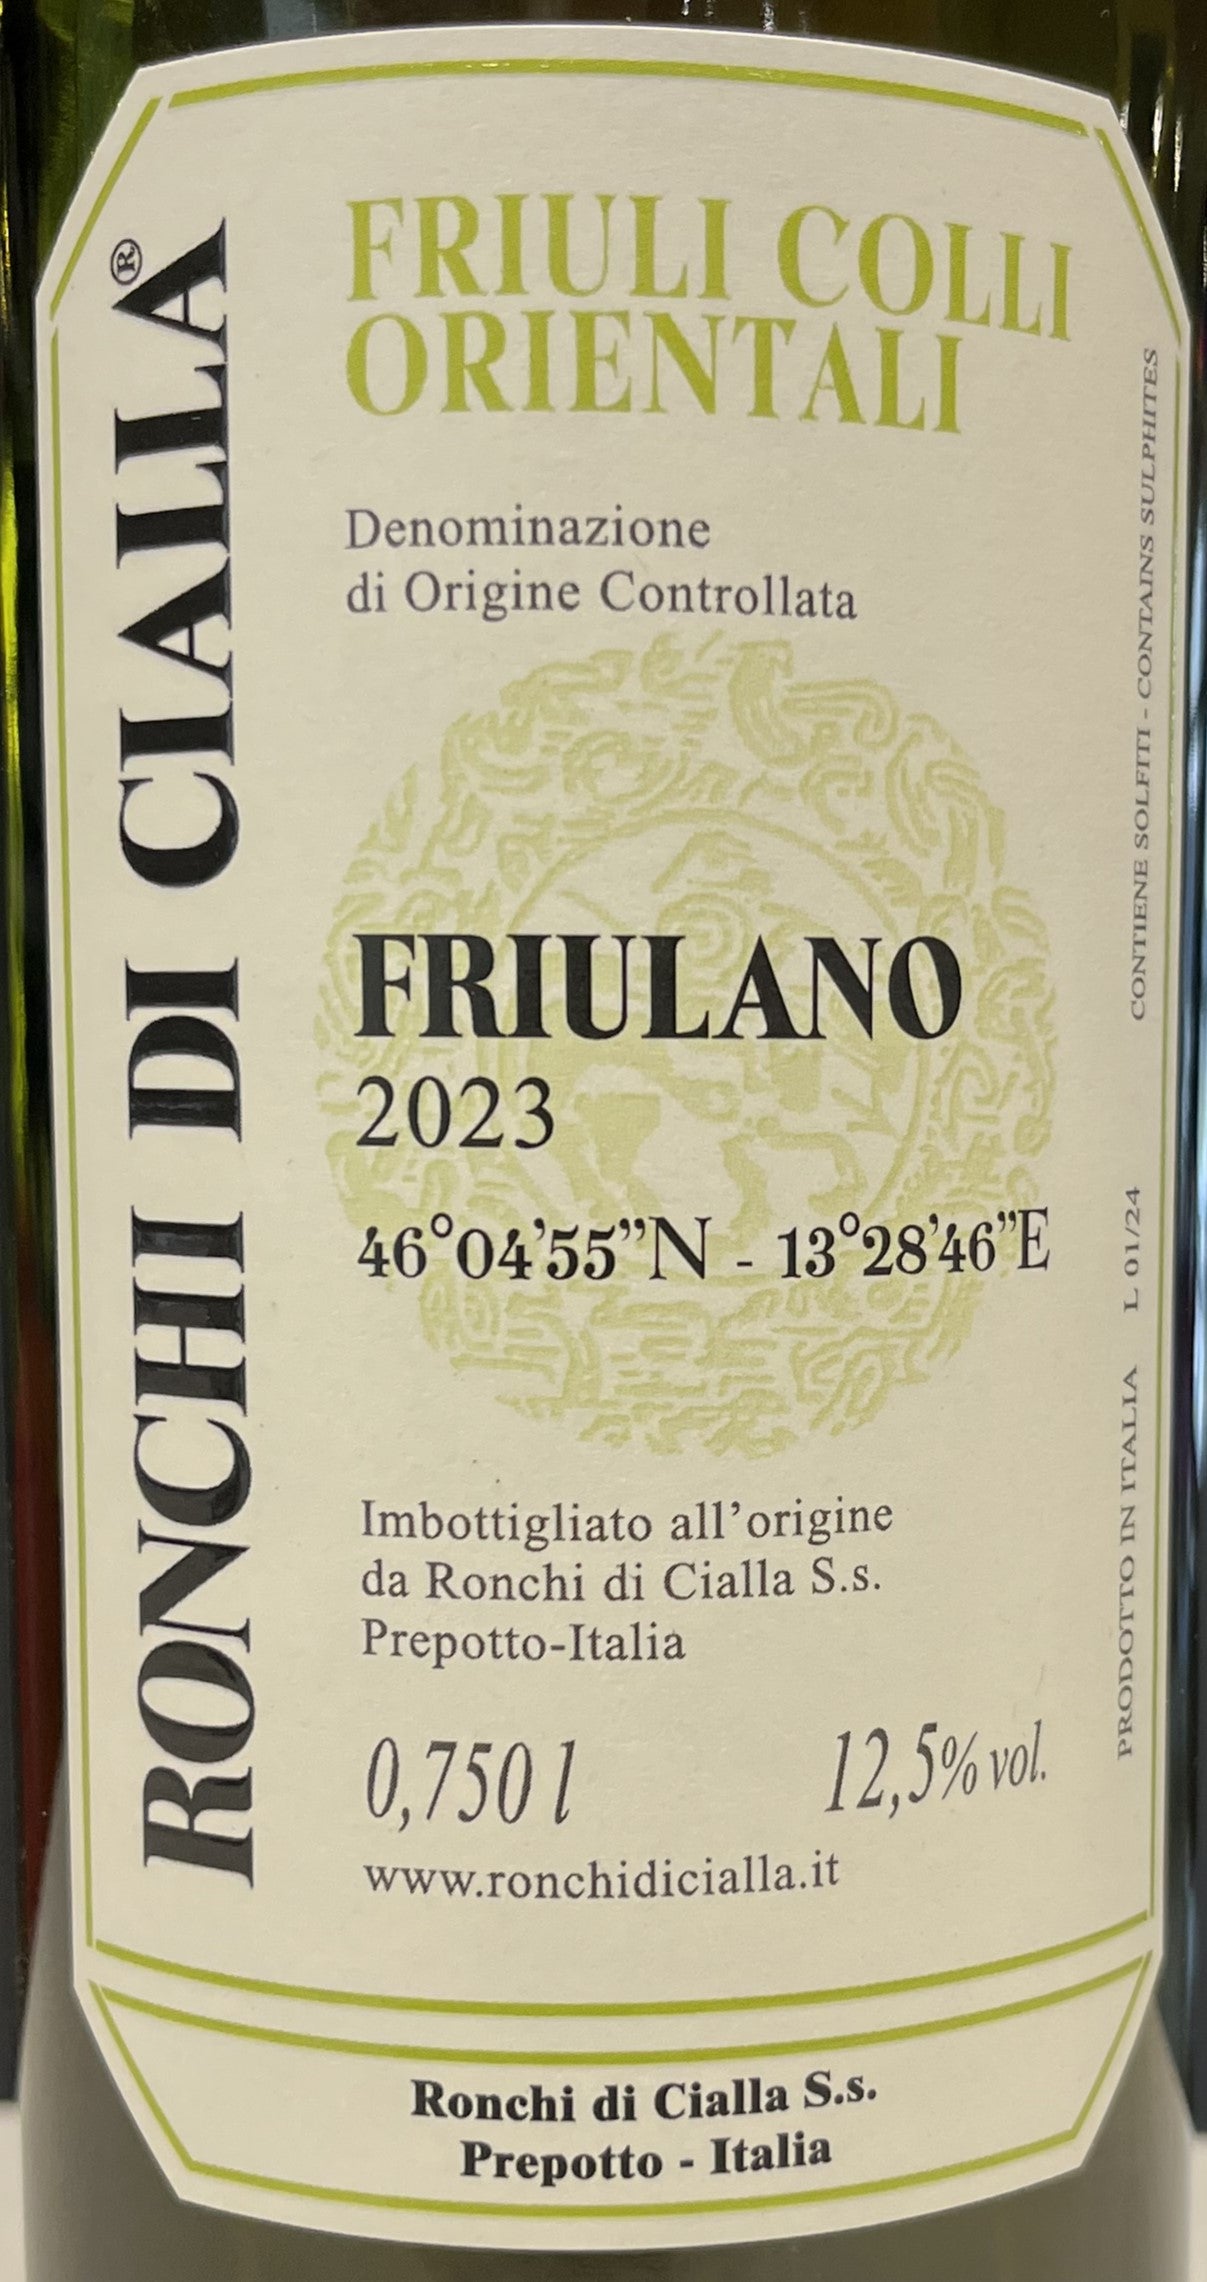 RONCHI DI CIALLA®
FRIULI COLLI
ORIENTALI
Denominazione
di Origine Controllata
FRIULANO
2023
46°04'55”N - 13°28'46”E
Imbottigliato all’origine
da Ronchi di Cialla S.s.
Prepotto-Italia
0,750 l 12,5% vol.
www.ronchidicialla.it
PRODOTTO IN ITALIA L 01/24 CONTIENE SOLFITI - CONTAINS SULPHITES
Ronchi di Cialla S.s.
Prepotto - Italia